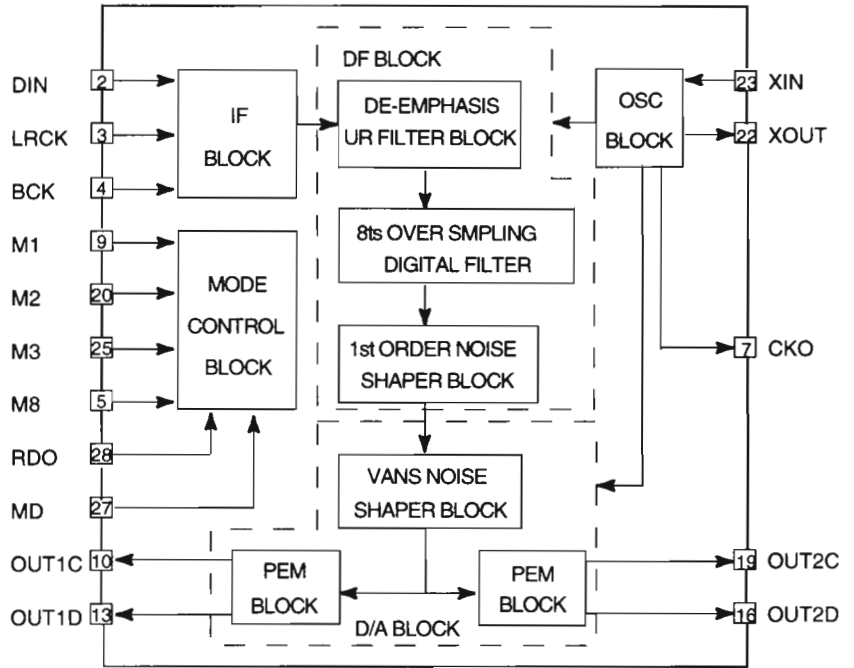 DF BLOCK
DIN 2
23 XIN
DE-EMPHASIS
UR FILTER BLOCK
OSC
BLOCK
IF
BLOCK
LRCK 3
22 XOUT
BCK 4
M1 9
8ts OVER SMPLING
DIGITAL FILTER
MODE
CONTROL
BLOCK
M2 20
M3 25
1st ORDER NOISE
SHAPER BLOCK
7 CKO
M8 5
RDO 28
VANS NOISE
SHAPER BLOCK
MD 27
OUT1C 10
PEM
BLOCK
PEM
BLOCK
19 OUT2C
OUT1D 13
16 OUT2D
D/A BLOCK